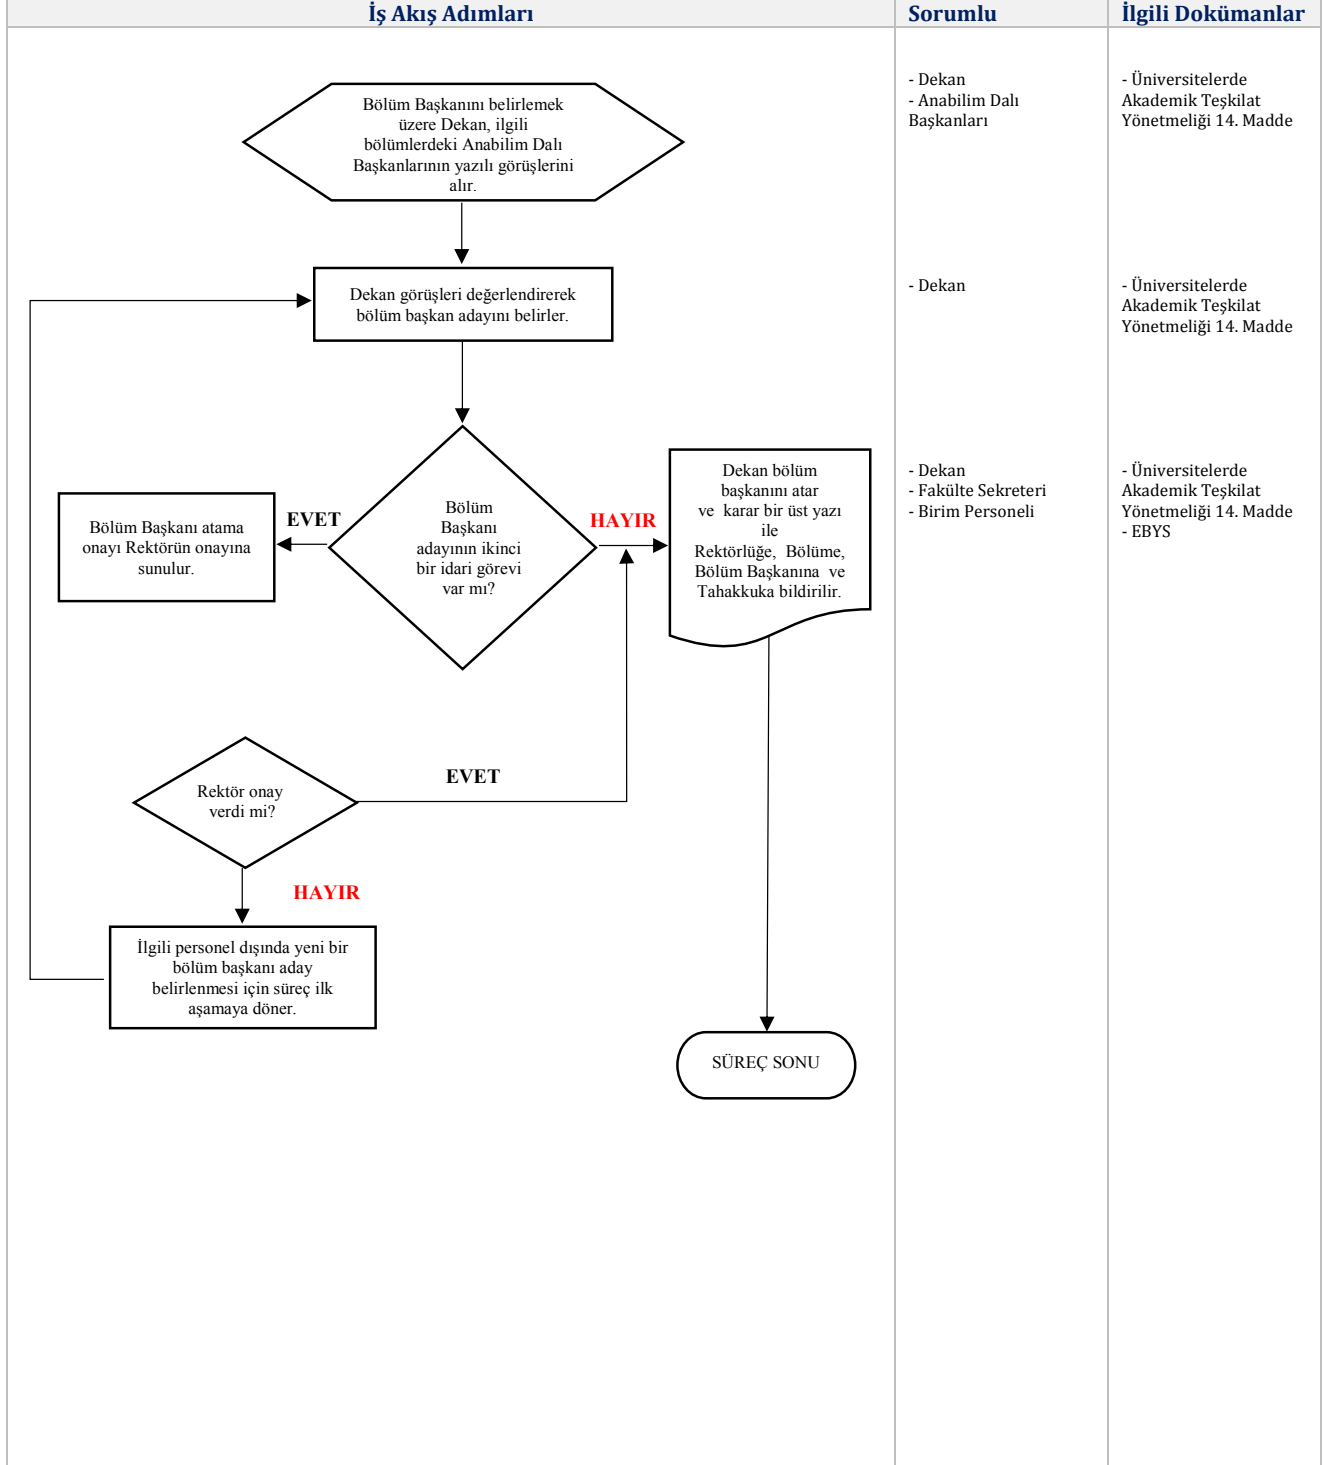 İş Akış Adımları
Sorumlu
İlgili Dokümanlar
Bölüm Başkanını belirlemek
üzere Dekan, ilgili
bölümlerdeki Anabilim Dalı
Başkanlarının yazılı görüşlerini
alır.
- Dekan
- Anabilim Dalı
Başkanları
- Üniversitelerde
Akademik Teşkilat
Yönetmeliği 14. Madde
Dekan görüşleri değerlendirerek
bölüm başkan adayını belirler.
- Dekan
- Üniversitelerde
Akademik Teşkilat
Yönetmeliği 14. Madde
Bölüm Başkanı atama
onayı Rektörün onayına
sunulur.
EVET
Bölüm
Başkanı
adayının ikinci
bir idari görevi
var mı?
HAYIR
Dekan bölüm
başkanını atar
ve karar bir üst yazı
ile
Rektörlüğe, Bölüme,
Bölüm Başkanına ve
Tahakkuka bildirilir.
- Dekan
- Fakülte Sekreteri
- Birim Personeli
- Üniversitelerde
Akademik Teşkilat
Yönetmeliği 14. Madde
- EBYS
Rektör onay
verdi mi?
EVET
HAYIR
İlgili personel dışında yeni bir
bölüm başkanı aday
belirlenmesi için süreç ilk
aşamaya döner.
SÜREÇ SONU